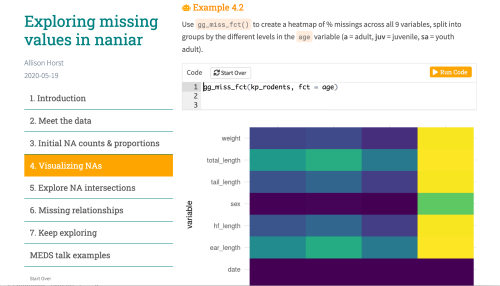 Exploring missing
values in naniar
Allison Horst
2020-05-19
1. Introduction
2. Meet the data
3. Initial NA counts & proportions
4. Visualizing NAs
5. Explore NA intersections
6. Missing relationships
7. Keep exploring
MEDS talk examples
Start Over
Example 4.2
Use gg_miss_fct() to create a heatmap of % missings across all 9 variables, split into
groups by the different levels in the age variable (a = adult, juv = juvenile, sa = youth
adult).
Code Start Over Run Code
1 gg_miss_fct(kp_rodents, fct = age)
2
3
variable
weight
total_length
tail_length
sex
hf_length
ear_length
date